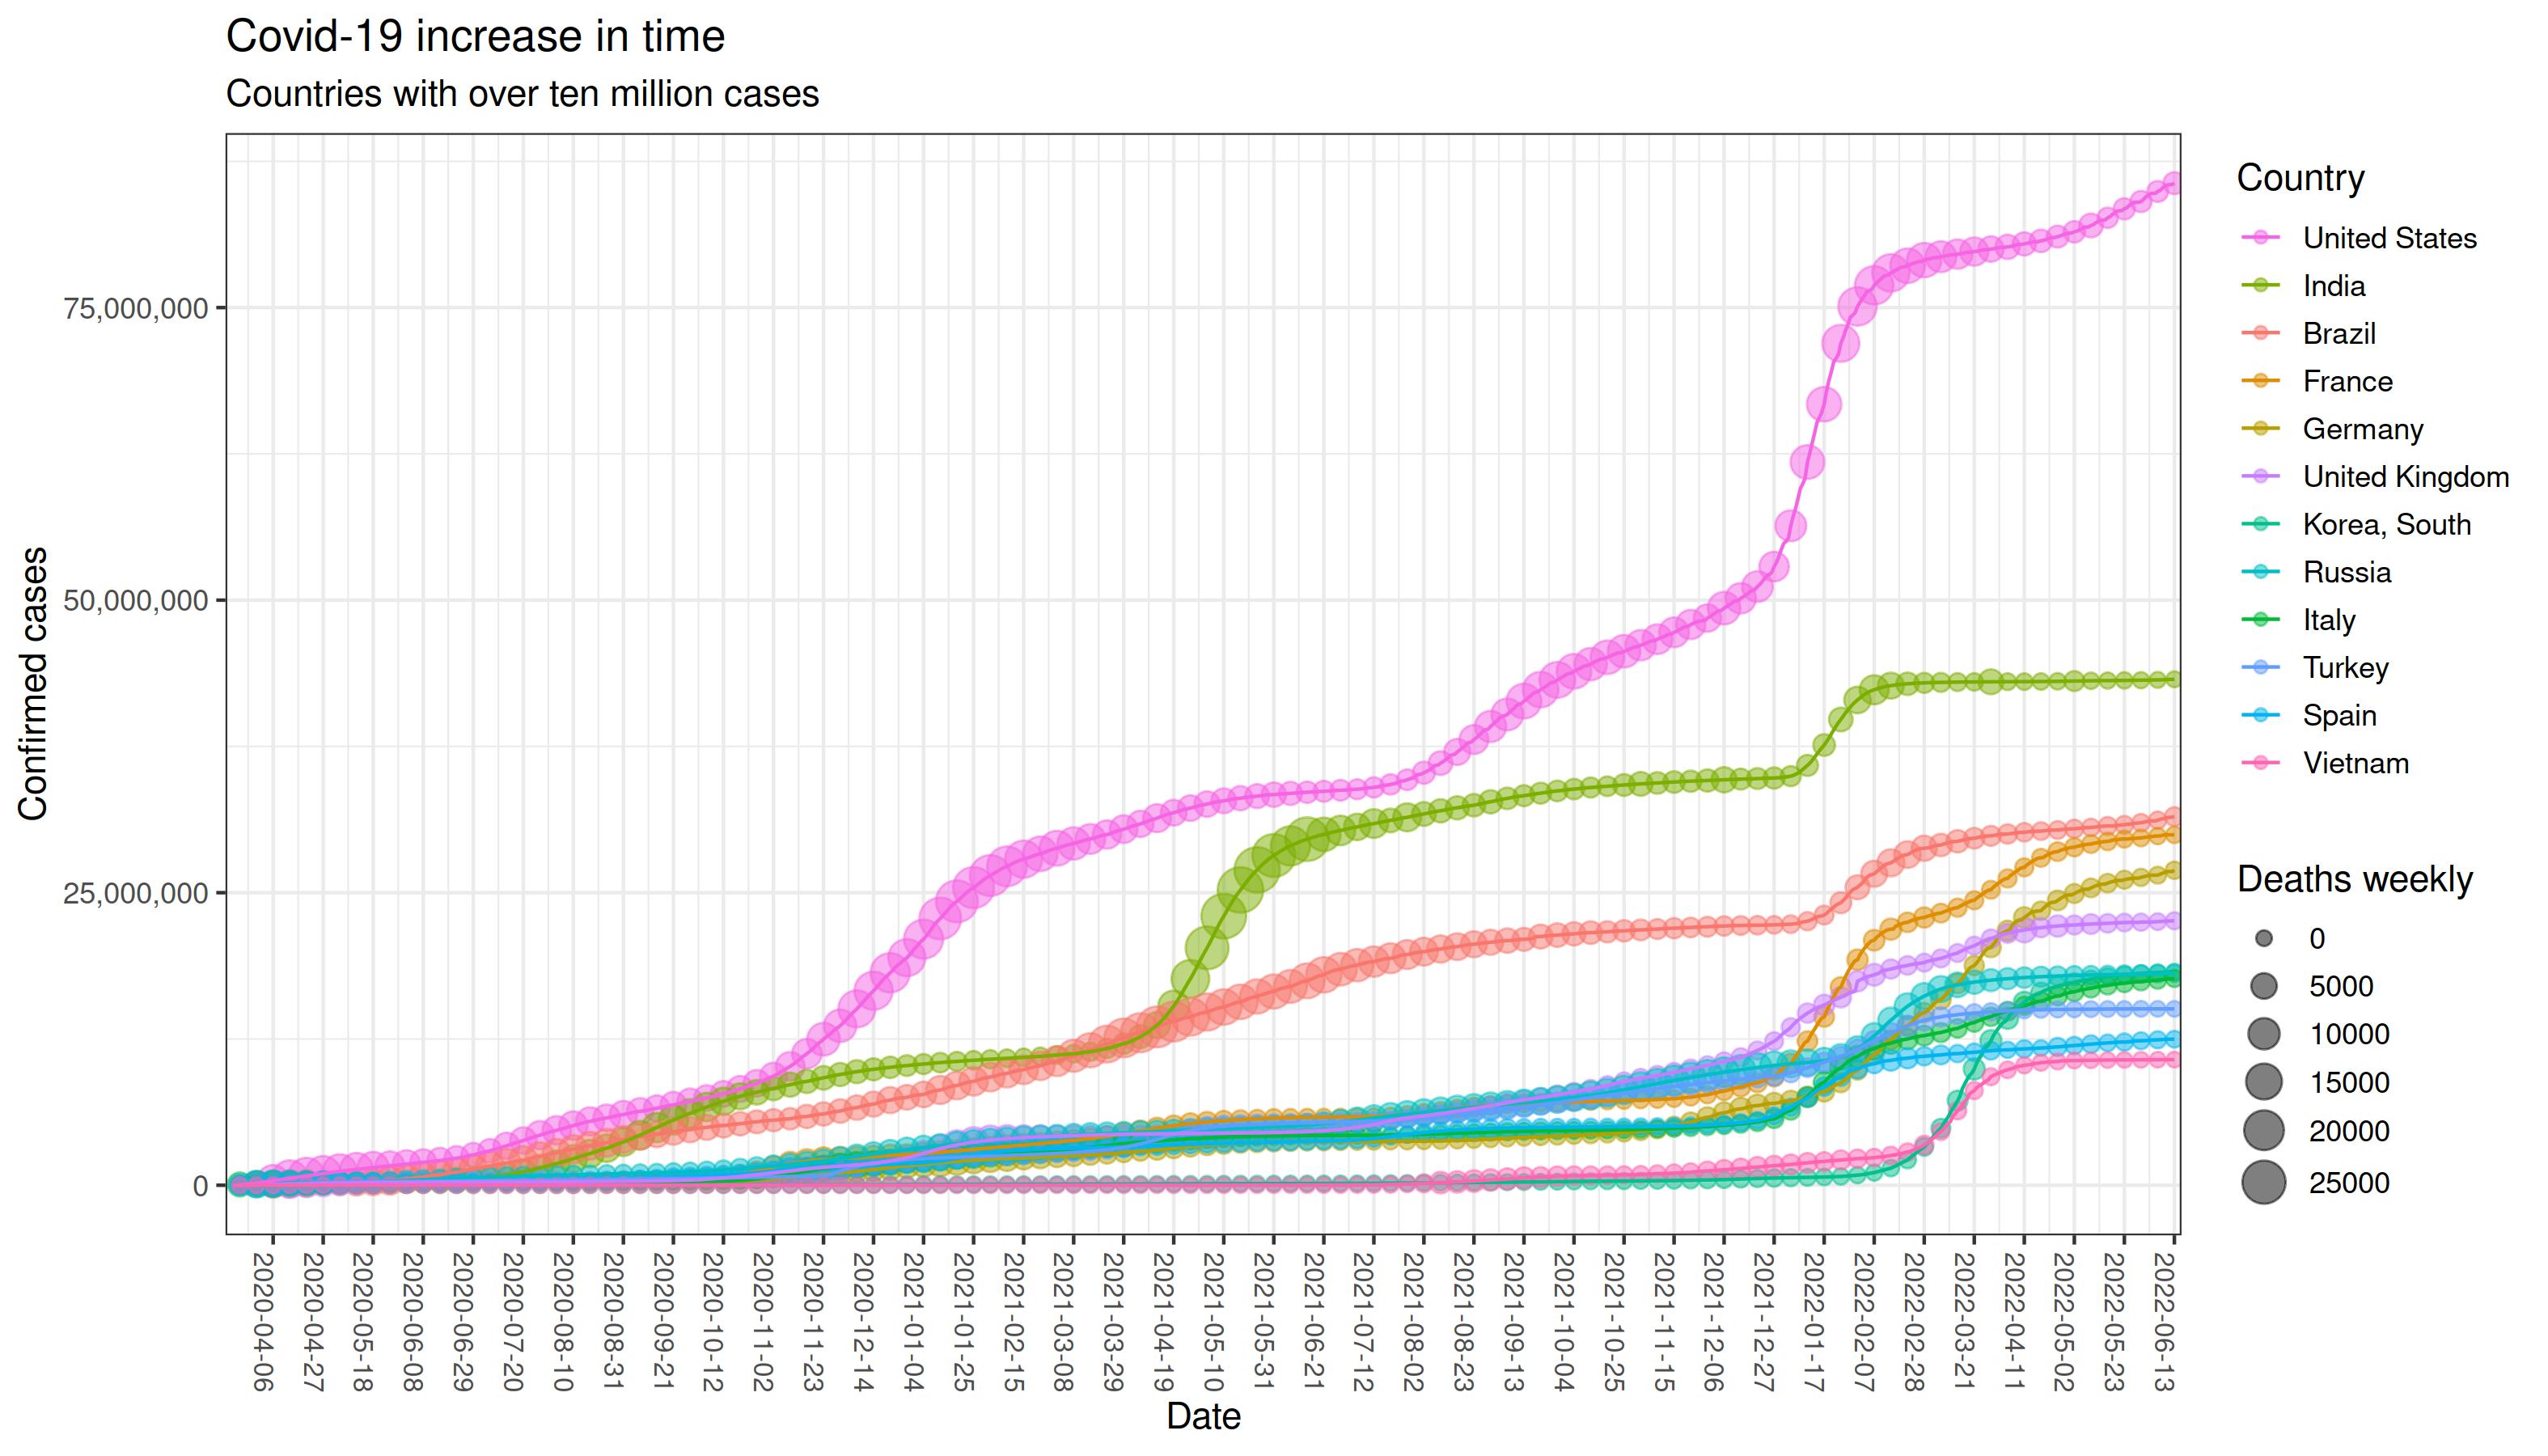 Covid-19 increase in time
Countries with over ten million cases
Confirmed cases
75,000,000
50,000,000
25,000,000
0
2020-04-06
2020-04-27
2020-05-18
2020-06-08
2020-06-29
2020-07-20
2020-08-10
2020-08-31
2020-09-21
2020-10-12
2020-11-02
2020-11-23
2020-12-14
2021-01-04
2021-01-25
2021-02-15
2021-03-08
2021-03-29
2021-04-19
2021-05-10
2021-05-31
2021-06-21
2021-07-12
2021-08-02
2021-08-23
2021-09-13
2021-10-04
2021-10-25
2021-11-15
2021-12-06
2021-12-27
2022-01-17
2022-02-07
2022-02-28
2022-03-21
2022-04-11
2022-05-02
2022-05-23
2022-06-13
Date
Country
United States
India
Brazil
France
Germany
United Kingdom
Korea, South
Russia
Italy
Turkey
Spain
Vietnam
Deaths weekly
0
5000
10000
15000
20000
25000